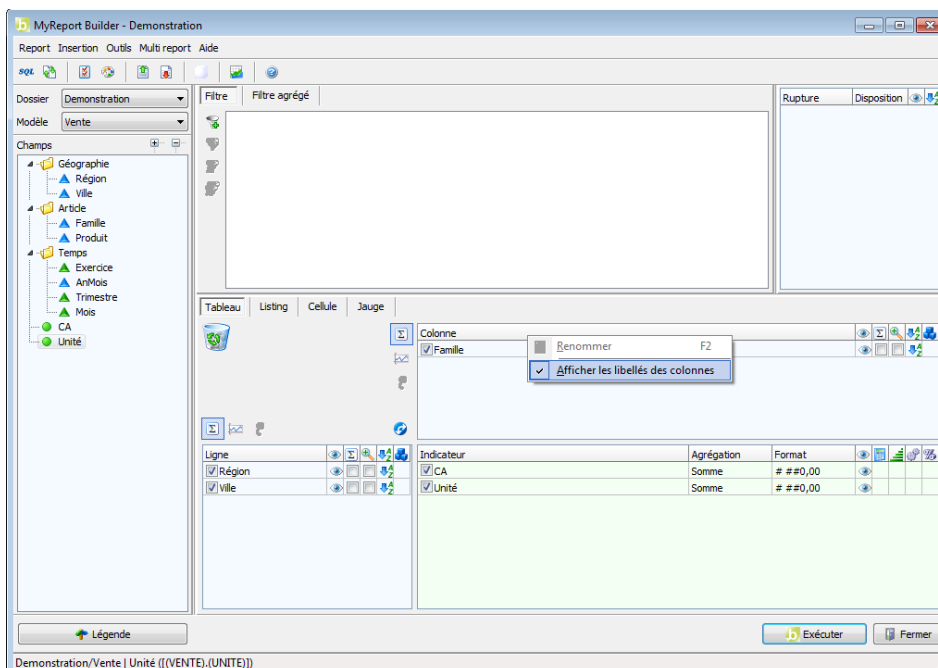 MyReport Builder - Demonstration
Report Insertion Outils Multi report Aide
SQL
Dossier Demonstration
Modèle Vente
Champs
Géographie
Région
Ville
Article
Famille
Produit
Temps
Exercice
AnMois
Trimestre
Mois
CA
Unité
Filtre Filtre agrégé
Rupture Disposition
Tableau Listing Cellule Jauge
Colonne
Famille
Renommer F2
Afficher les libellés des colonnes
Ligne
Région
Ville
Indicateur Agrégation Format
CA Somme # ##0,00
Unité Somme # ##0,00
Légende
Exécuter Fermer
Demonstration/Vente | Unité ([(VENTE).(UNITE)])